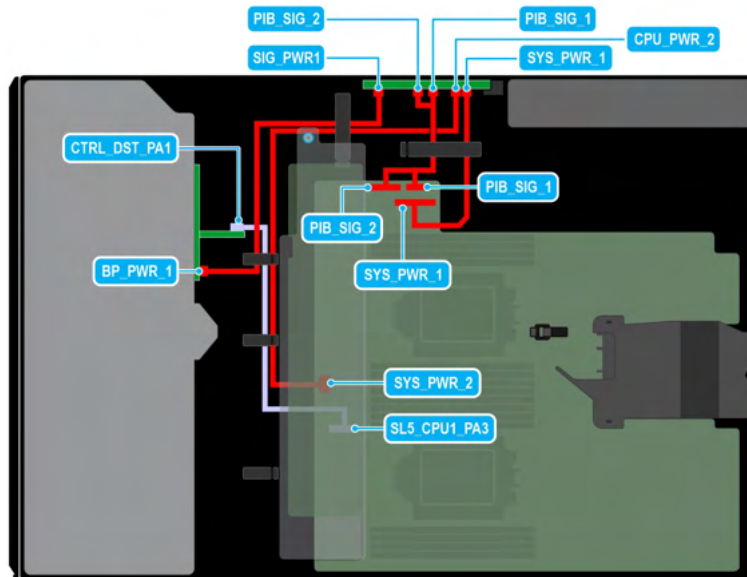 PIB_SIG_2
PIB_SIG_1
SIG_PWR1
CPU_PWR_2
SYS_PWR_1
CTRL_DST_PA1
PIB_SIG_1
PIB_SIG_2
BP_PWR_1
SYS_PWR_1
SYS_PWR_2
SL5_CPU1_PA3